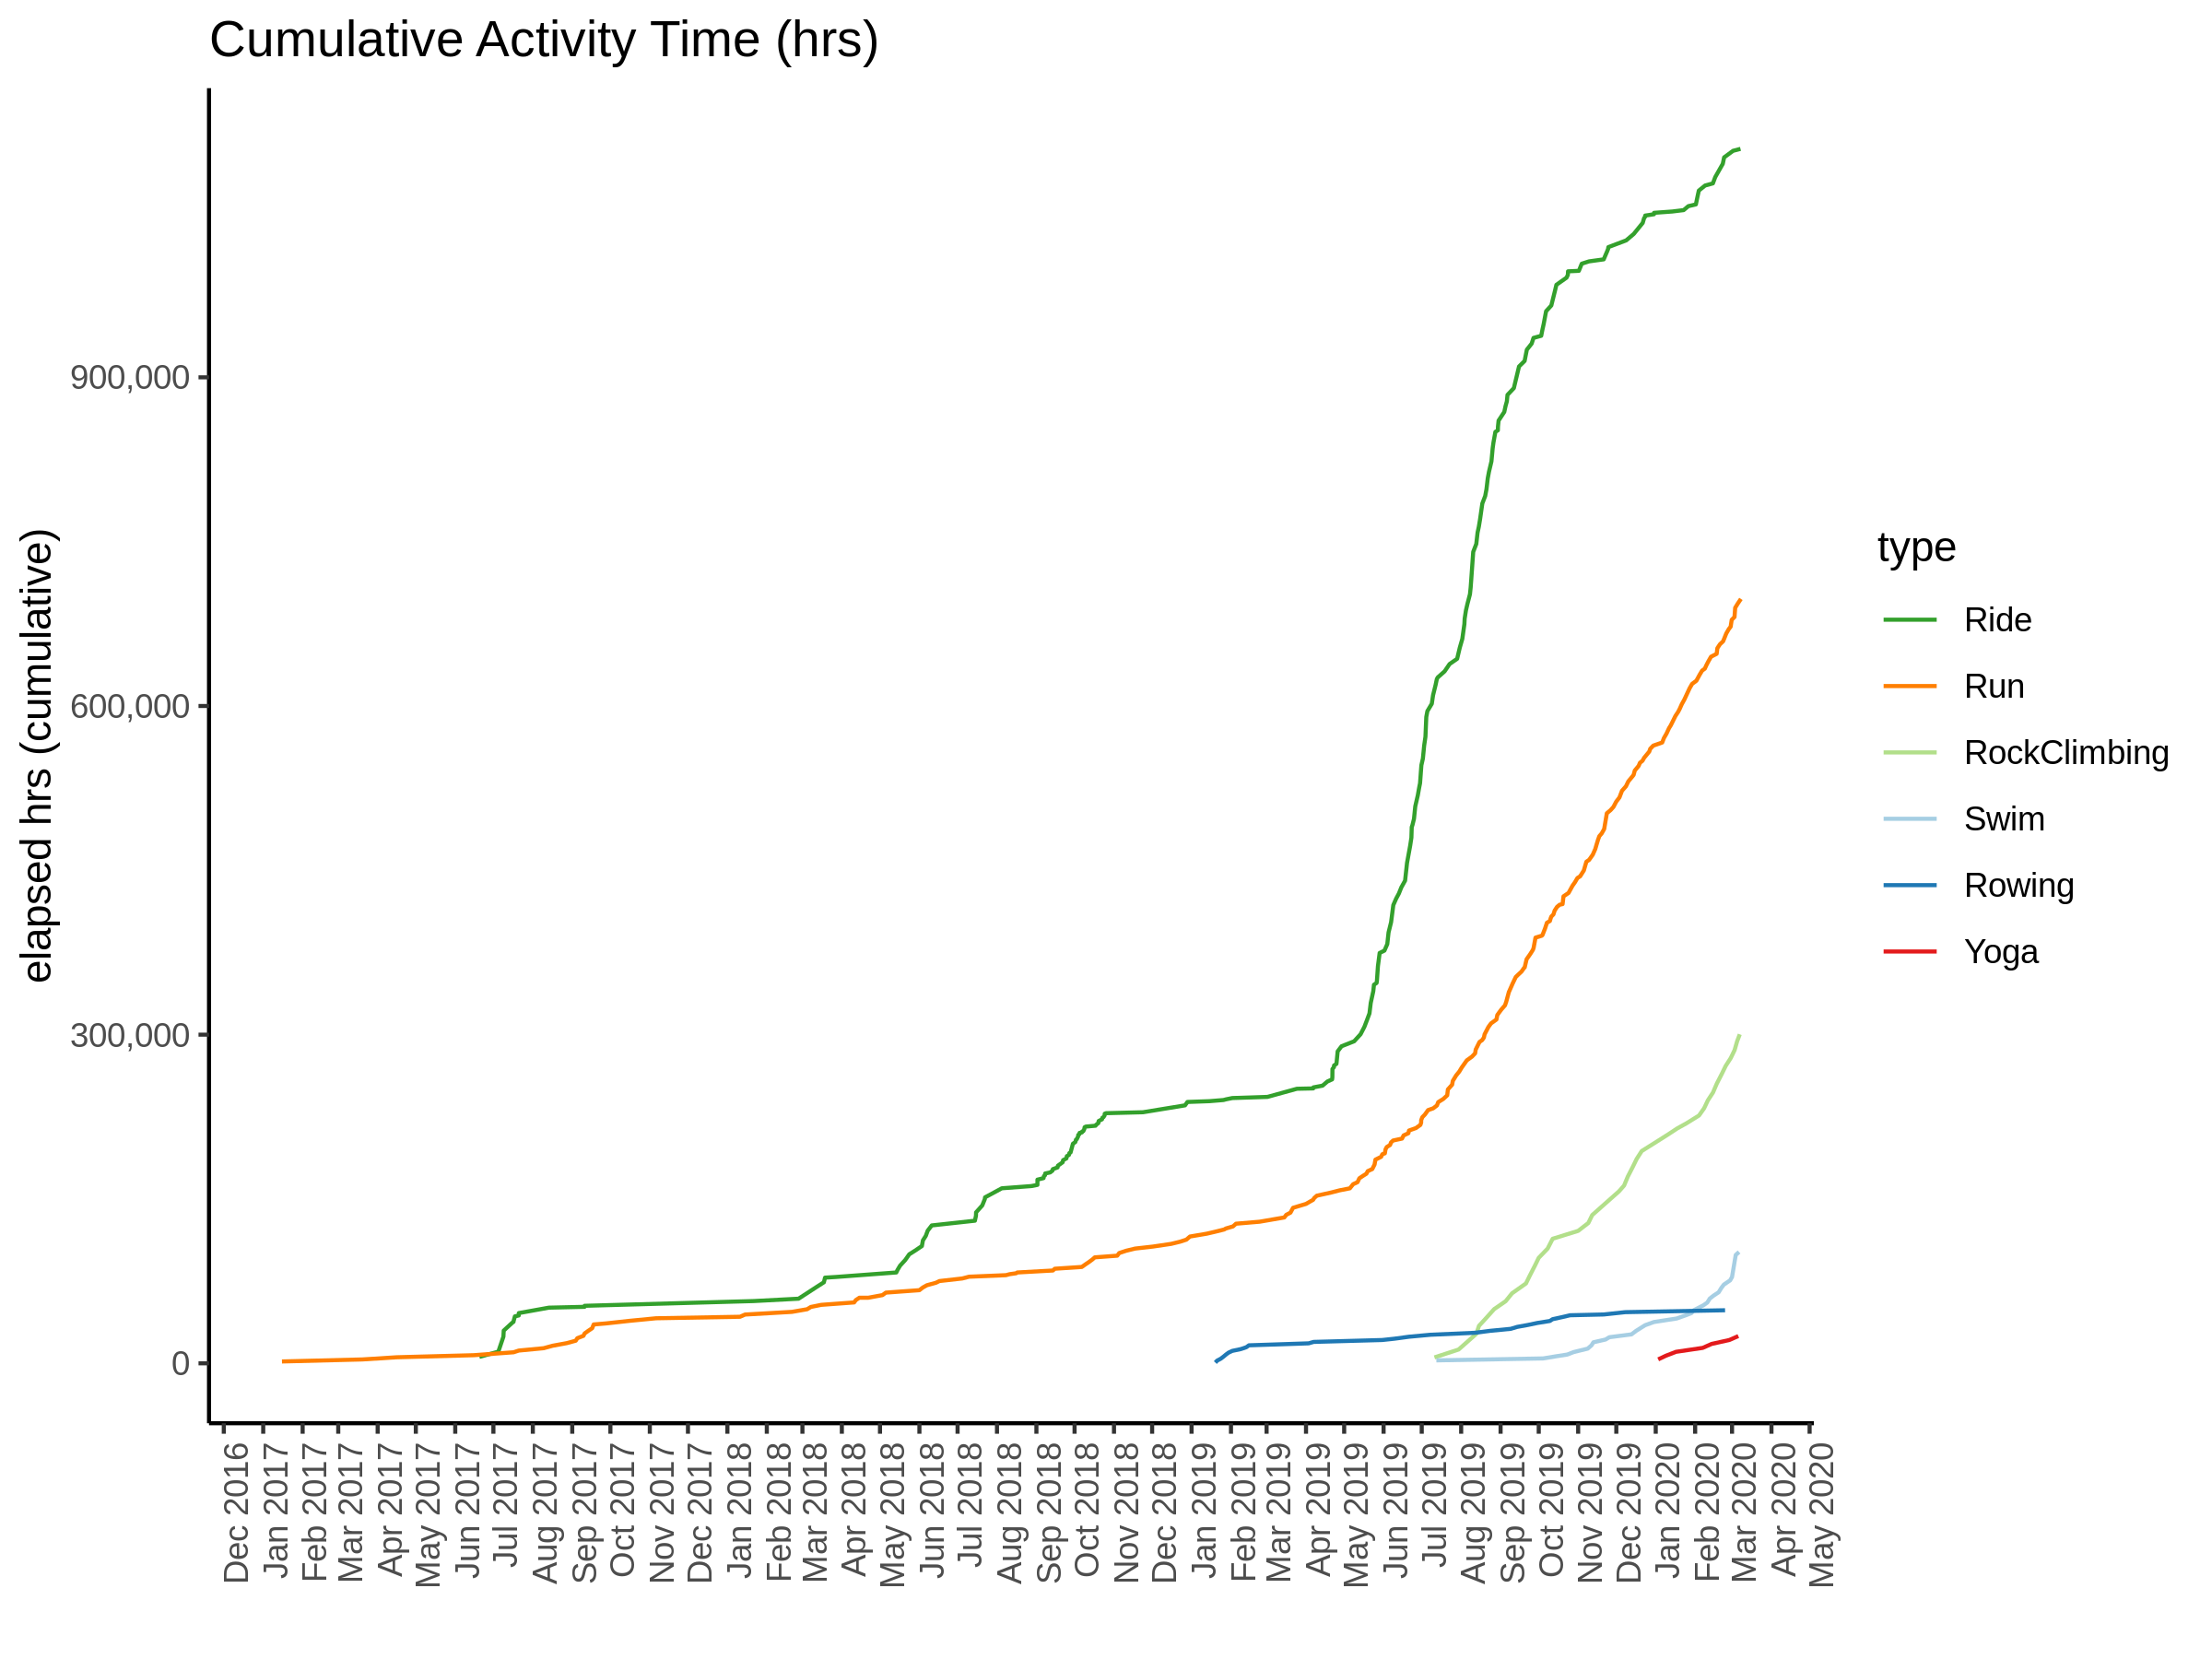 Cumulative Activity Time (hrs)
elapsed hrs (cumulative)
900,000
600,000
300,000
0
Dec 2016
Jan 2017
Feb 2017
Mar 2017
Apr 2017
May 2017
Jun 2017
Jul 2017
Aug 2017
Sep 2017
Oct 2017
Nov 2017
Dec 2017
Jan 2018
Feb 2018
Mar 2018
Apr 2018
May 2018
Jun 2018
Jul 2018
Aug 2018
Sep 2018
Oct 2018
Nov 2018
Dec 2018
Jan 2019
Feb 2019
Mar 2019
Apr 2019
May 2019
Jun 2019
Jul 2019
Aug 2019
Sep 2019
Oct 2019
Nov 2019
Dec 2019
Jan 2020
Feb 2020
Mar 2020
Apr 2020
May 2020
type
Ride
Run
RockClimbing
Swim
Rowing
Yoga